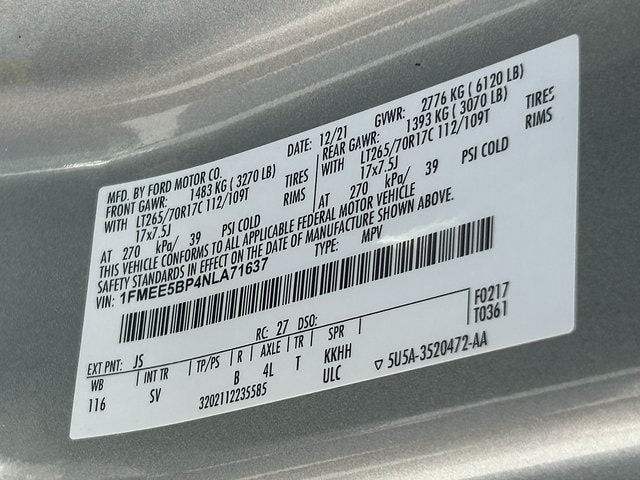 MFD. BY FORD MOTOR CO. DATE: 12/21 GVWR: 2776 KG ( 6120 LB)
FRONT GAWR: 1483 KG ( 3270 LB) REAR GAWR: 1393 KG ( 3070 LB)
WITH LT265/70R17C 112/109T TIRES WITH LT265/70R17C 112/109T TIRES
17x7.5J RIMS 17x7.5J RIMS
AT 270 kPa/ 39 PSI COLD AT 270 kPa/ 39 PSI COLD
THIS VEHICLE CONFORMS TO ALL APPLICABLE FEDERAL MOTOR VEHICLE
SAFETY STANDARDS IN EFFECT ON THE DATE OF MANUFACTURE SHOWN ABOVE.
VIN: 1FMEE5BP4NLA71637 TYPE: MPV
F0217
T0361
EXT PNT: JS RC: 27 DSO:
WB INT TR TP/PS R AXLE TR SPR
116 SV B 4L T KKHH
3202112235585 ULC ▽ 5U5A-3520472-AA